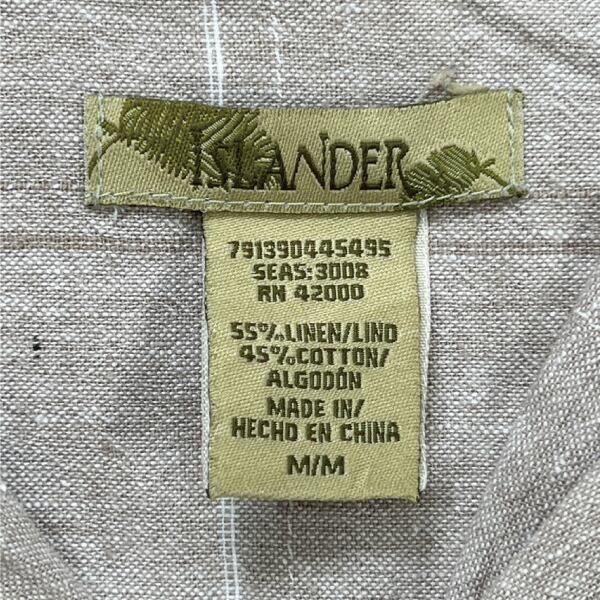 ISLANDER
791390445495
SEAS:3008
RN 42000
55%LINEN/LINO
45%COTTON/
ALGODÓN
MADE IN/
HECHO EN CHINA
M/M